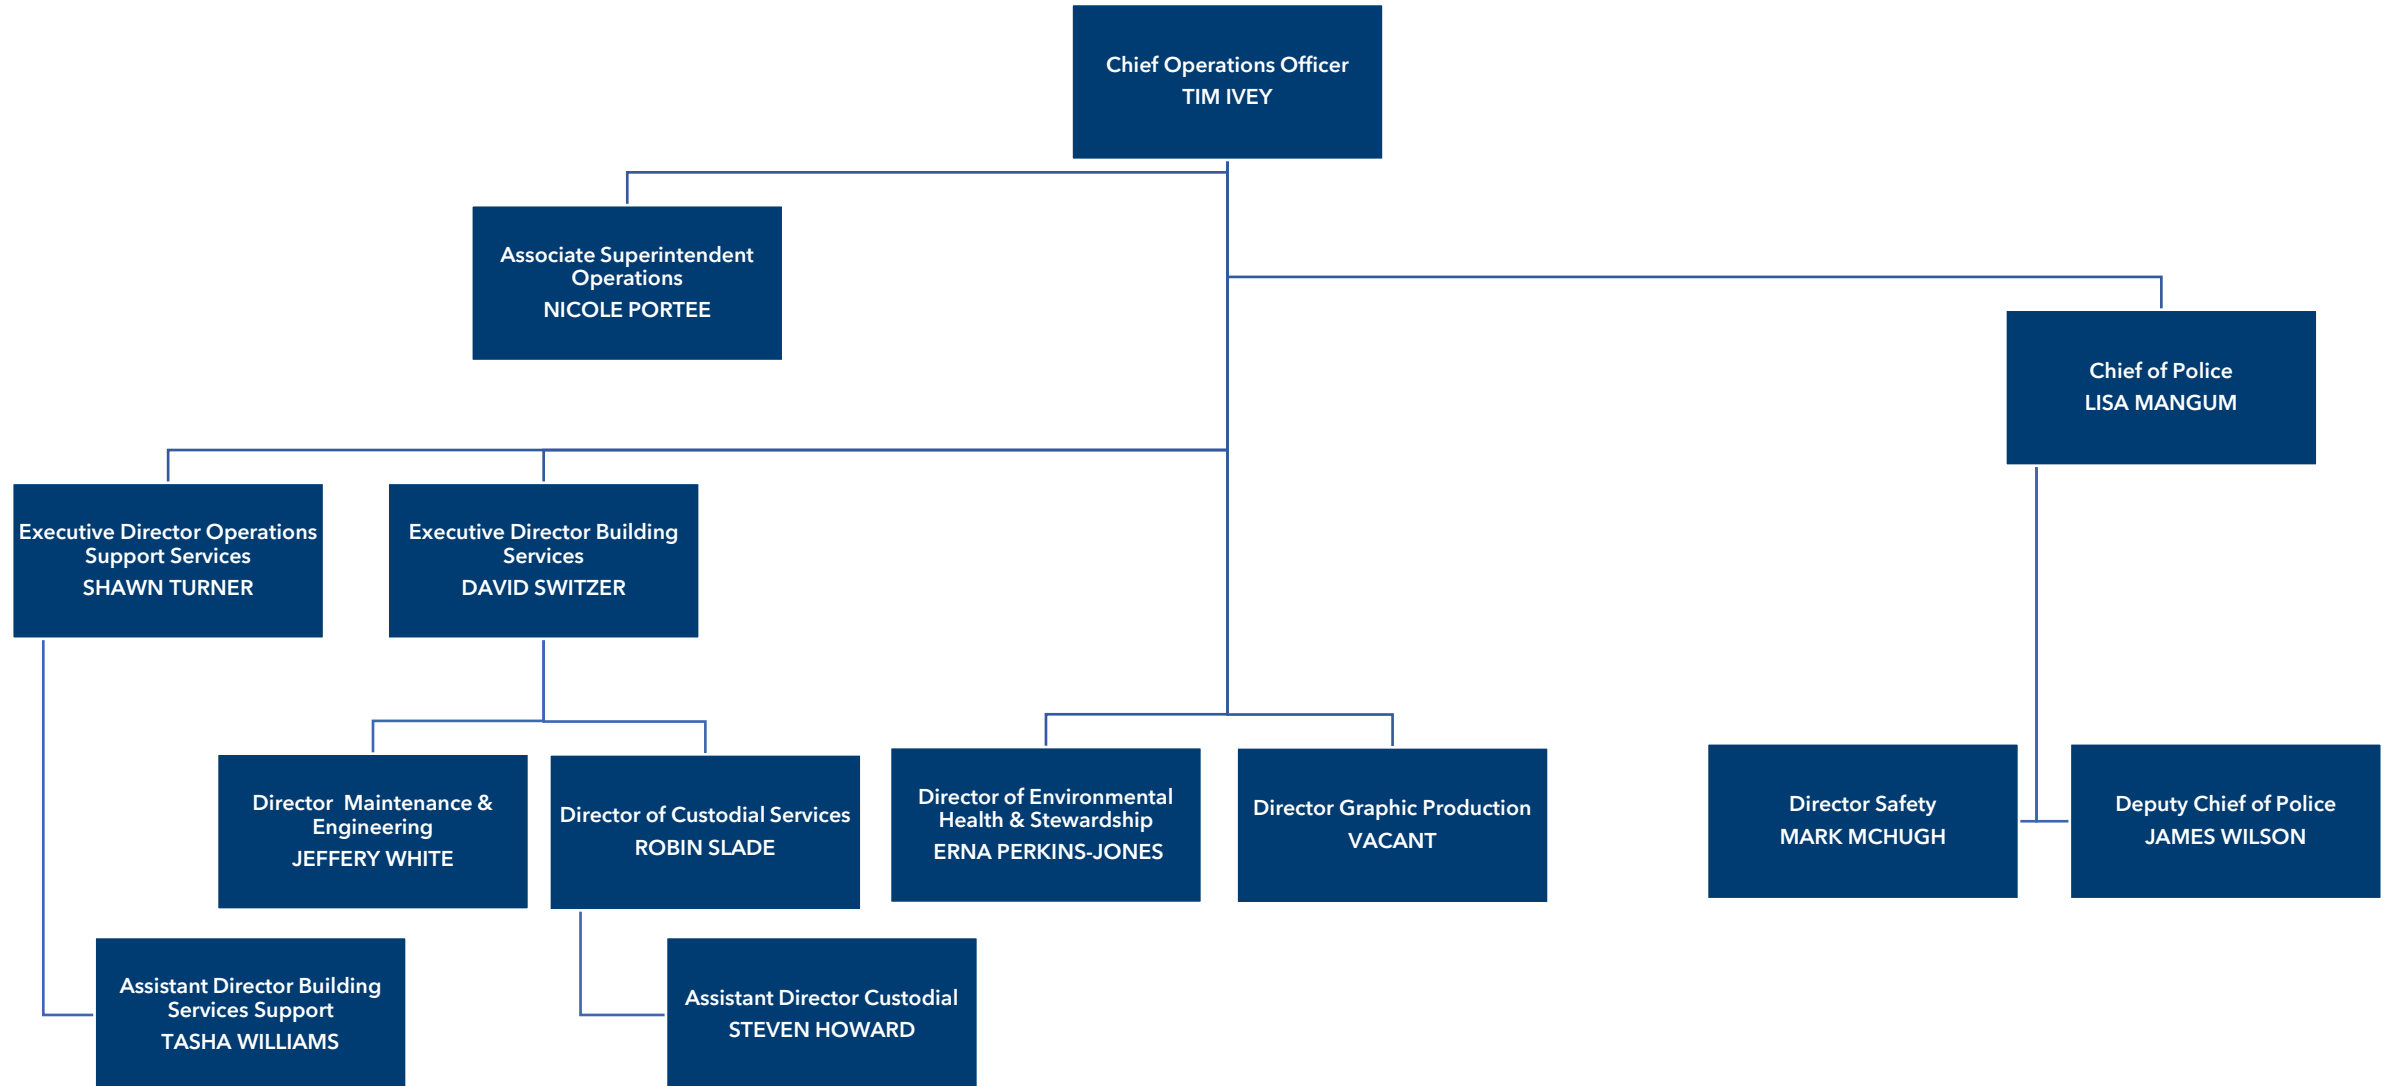 Chief Operations Officer
TIM IVEY
Associate Superintendent
Operations
NICOLE PORTEE
Chief of Police
LISA MANGUM
Executive Director Operations
Support Services
SHAWN TURNER
Executive Director Building
Services
DAVID SWITZER
Director  Maintenance &
Engineering
JEFFERY WHITE
Director of Custodial Services
ROBIN SLADE
Director of Environmental
Health & Stewardship
ERNA PERKINS-JONES
Director Graphic Production
VACANT
Director Safety
MARK MCHUGH
Deputy Chief of Police
JAMES WILSON
Assistant Director Building
Services Support
TASHA WILLIAMS
Assistant Director Custodial
STEVEN HOWARD